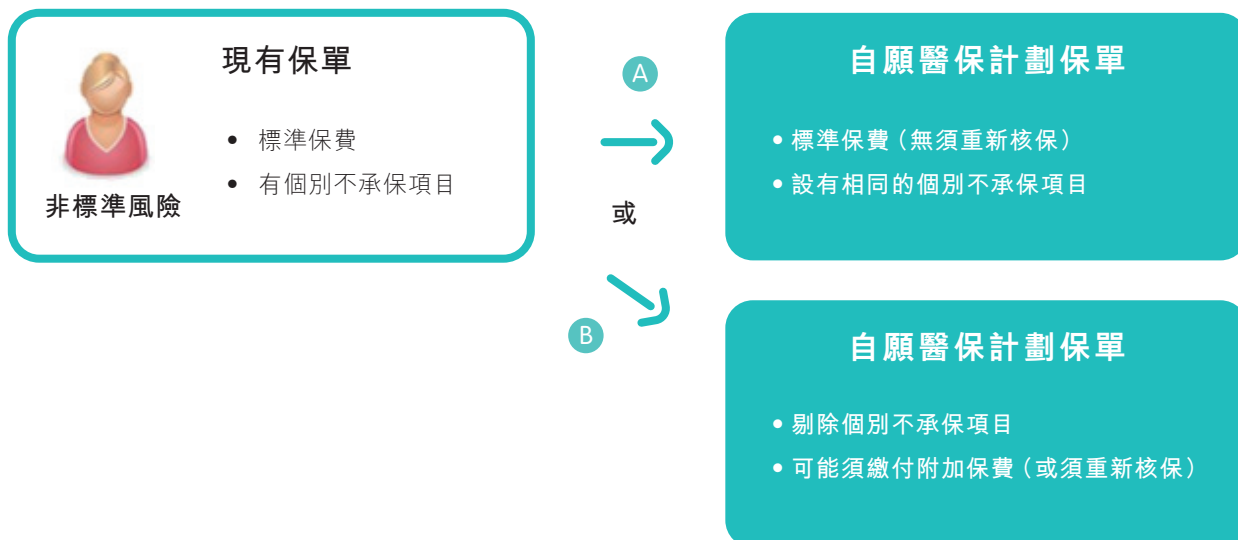 現有保單
• 標準保費
• 有個別不承保項目
非標準風險
A
或
B
自願醫保計劃保單
• 標準保費（無須重新核保）
• 設有相同的個別不承保項目
自願醫保計劃保單
• 剔除個別不承保項目
• 可能須繳付附加保費（或須重新核保）